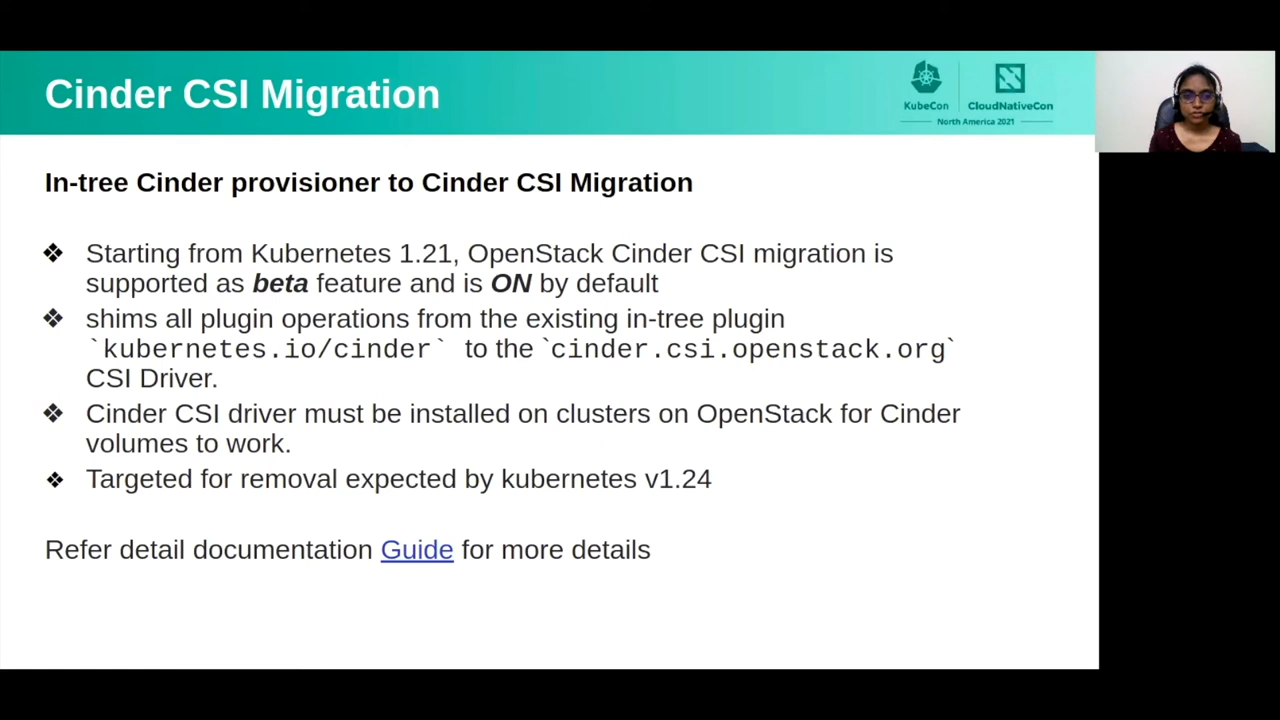 Cinder CSI Migration
KubeCon
CloudNativeCon
North America 2021
In-tree Cinder provisioner to Cinder CSI Migration
❖ Starting from Kubernetes 1.21, OpenStack Cinder CSI migration is
supported as beta feature and is ON by default
❖ shims all plugin operations from the existing in-tree plugin
`kubernetes.io/cinder` to the `cinder.csi.openstack.org`
CSI Driver.
❖ Cinder CSI driver must be installed on clusters on OpenStack for Cinder
volumes to work.
❖ Targeted for removal expected by kubernetes v1.24
Refer detail documentation Guide for more details